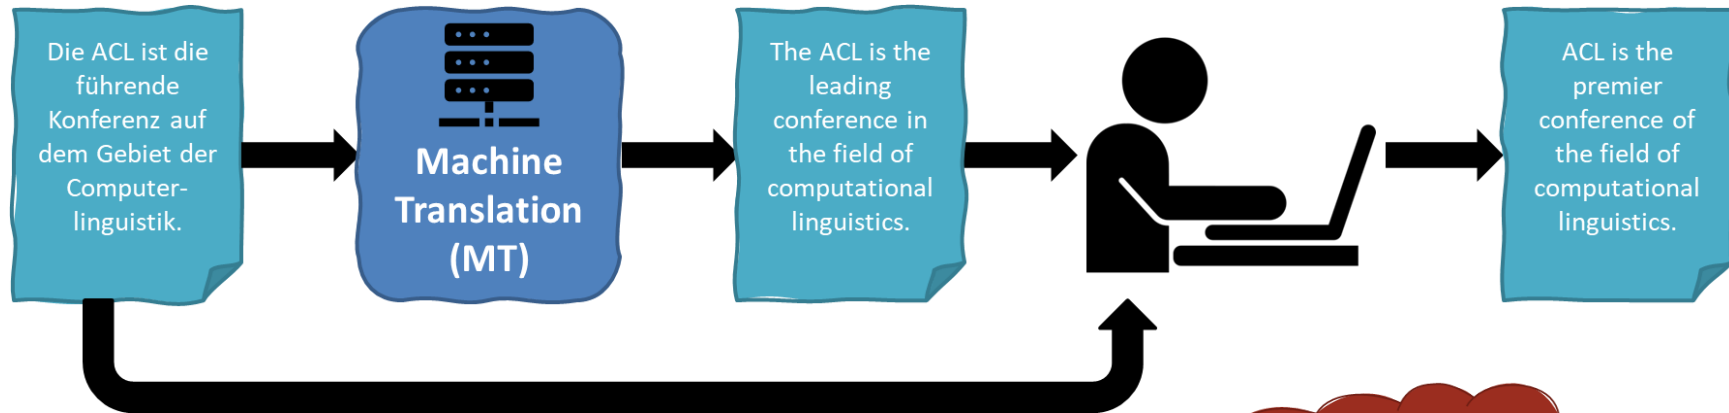 Die ACL ist die
führende
Konferenz auf
dem Gebiet der
Computer-
linguistik.
Machine
Translation
(MT)
The ACL is the
leading
conference in
the field of
computational
linguistics.
ACL is the
premier
conference of
the field of
computational
linguistics.